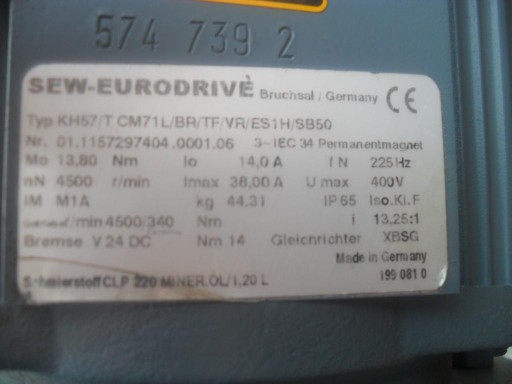 574 739 2
SEW-EURODRIVE Bruchsal / Germany CE
Typ KH57/T CM71L/BR/TF/VR/ES1H/SB50
Nr. 01.1157297404.0001.06 3~IEC 34 Permanentmagnet
Mo 13,80 Nm Io 14,0 A f N 225Hz
nN 4500 r/min Imax 38,00 A U max 400V
IM M1A kg 44.31 IP 65 Iso.Kl.F
/min 4500/340 Nm i 13,25:1
Bremse V 24 DC Nm 14 Gleichrichter XBSG
Made in Germany
Schmierstoff CLP 220 MINER.ÖL/1,20 L 199 081 0